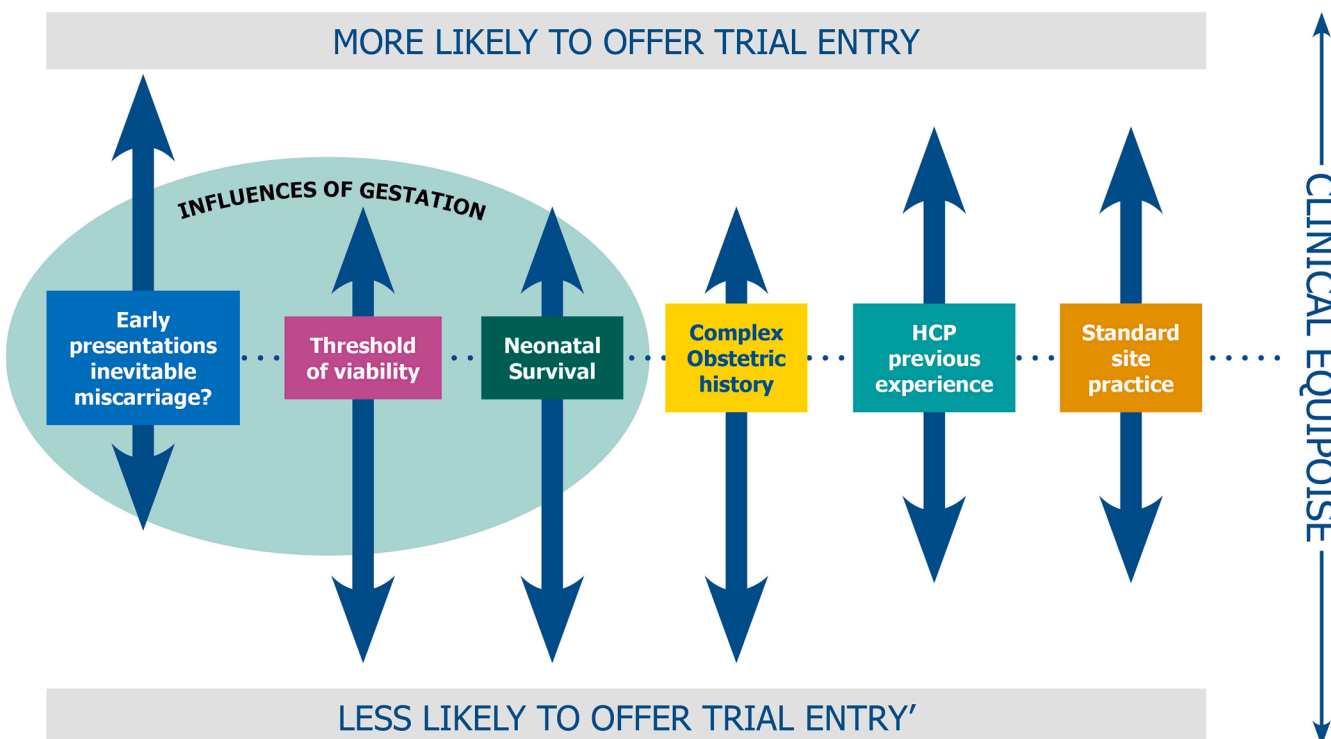 MORE LIKELY TO OFFER TRIAL ENTRY
INFLUENCES OF GESTATION
Early
presentations
inevitable
miscarriage?
Threshold
of viability
Neonatal
Survival
Complex
Obstetric
history
HCP
previous
experience
Standard
site
practice
CLINICAL EQUIPOISE
LESS LIKELY TO OFFER TRIAL ENTRY’